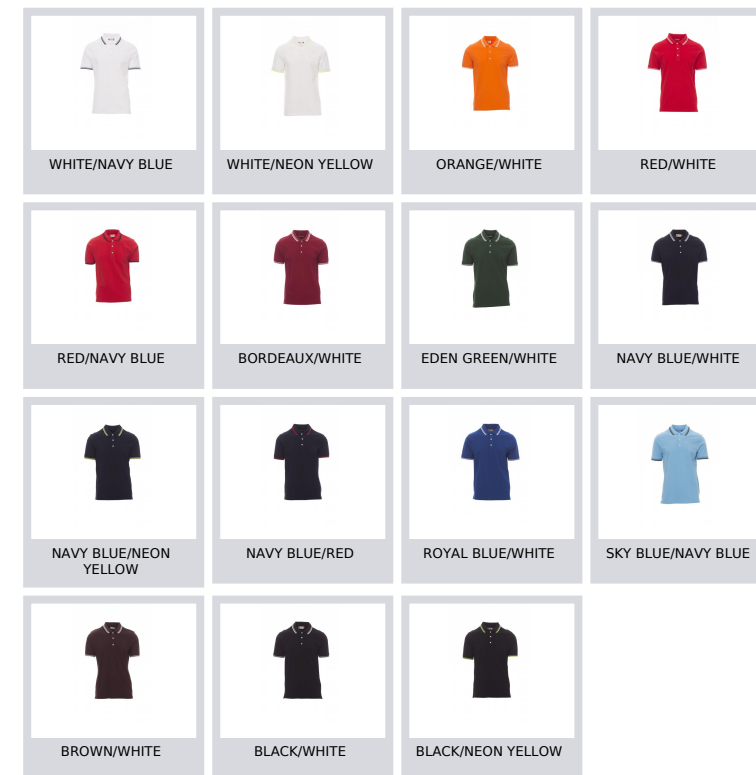 WHITE/NAVY BLUE
WHITE/NEON YELLOW
ORANGE/WHITE
RED/WHITE
RED/NAVY BLUE
BORDEAUX/WHITE
EDEN GREEN/WHITE
NAVY BLUE/WHITE
NAVY BLUE/NEON
YELLOW
NAVY BLUE/RED
ROYAL BLUE/WHITE
SKY BLUE/NAVY BLUE
BROWN/WHITE
BLACK/WHITE
BLACK/NEON YELLOW